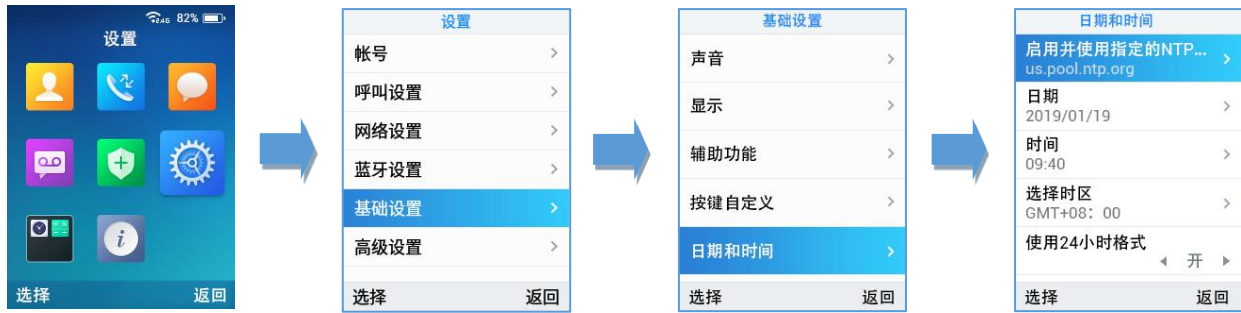 2.4G 82%
设置
选择 返回
设置
帐号
呼叫设置
网络设置
蓝牙设置
基础设置
高级设置
选择 返回
基础设置
声音
显示
辅助功能
按键自定义
日期和时间
选择 返回
日期和时间
启用并使用指定的NTP...
us.pool.ntp.org
日期
2019/01/19
时间
09:40
选择时区
GMT+08：00
使用24小时格式
开
选择 返回